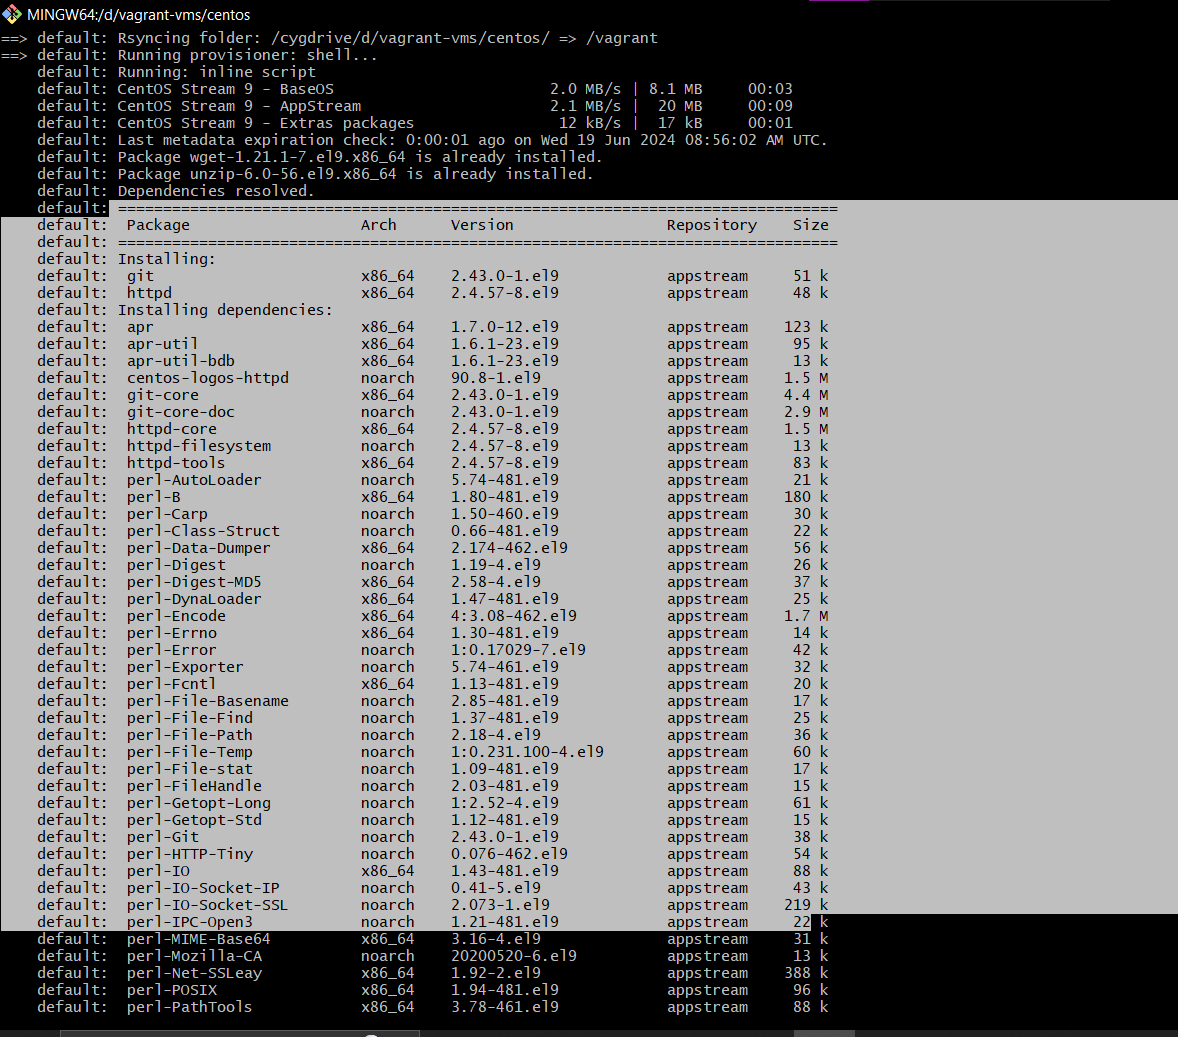 MINGW64:/d/vagrant-vms/centos
==> default: Rsyncing folder: /cygdrive/d/vagrant-vms/centos/ => /vagrant
==> default: Running provisioner: shell...
    default: Running: inline script
    default: CentOS Stream 9 - BaseOS                        2.0 MB/s | 8.1 MB     00:03
    default: CentOS Stream 9 - AppStream                     2.1 MB/s |  20 MB     00:09
    default: CentOS Stream 9 - Extras packages                12 kB/s |  17 kB     00:01
    default: Last metadata expiration check: 0:00:01 ago on Wed 19 Jun 2024 08:56:02 AM UTC.
    default: Package wget-1.21.1-7.el9.x86_64 is already installed.
    default: Package unzip-6.0-56.el9.x86_64 is already installed.
    default: Dependencies resolved.
    default: ================================================================================
    default:  Package                   Arch      Version                 Repository    Size
    default: ================================================================================
    default: Installing:
    default:  git                       x86_64    2.43.0-1.el9            appstream     51 k
    default:  httpd                     x86_64    2.4.57-8.el9            appstream     48 k
    default: Installing dependencies:
    default:  apr                       x86_64    1.7.0-12.el9            appstream    123 k
    default:  apr-util                  x86_64    1.6.1-23.el9            appstream     95 k
    default:  apr-util-bdb              x86_64    1.6.1-23.el9            appstream     13 k
    default:  centos-logos-httpd        noarch    90.8-1.el9              appstream    1.5 M
    default:  git-core                  x86_64    2.43.0-1.el9            appstream    4.4 M
    default:  git-core-doc              noarch    2.43.0-1.el9            appstream    2.9 M
    default:  httpd-core                x86_64    2.4.57-8.el9            appstream    1.5 M
    default:  httpd-filesystem          noarch    2.4.57-8.el9            appstream     13 k
    default:  httpd-tools               x86_64    2.4.57-8.el9            appstream     83 k
    default:  perl-AutoLoader           noarch    5.74-481.el9            appstream     21 k
    default:  perl-B                    x86_64    1.80-481.el9            appstream    180 k
    default:  perl-Carp                 noarch    1.50-460.el9            appstream     30 k
    default:  perl-Class-Struct         noarch    0.66-481.el9            appstream     22 k
    default:  perl-Data-Dumper          x86_64    2.174-462.el9           appstream     56 k
    default:  perl-Digest               noarch    1.19-4.el9              appstream     26 k
    default:  perl-Digest-MD5           x86_64    2.58-4.el9              appstream     37 k
    default:  perl-DynaLoader           x86_64    1.47-481.el9            appstream     25 k
    default:  perl-Encode               x86_64    4:3.08-462.el9          appstream    1.7 M
    default:  perl-Errno                x86_64    1.30-481.el9            appstream     14 k
    default:  perl-Error                noarch    1:0.17029-7.el9         appstream     42 k
    default:  perl-Exporter             noarch    5.74-461.el9            appstream     32 k
    default:  perl-Fcntl                x86_64    1.13-481.el9            appstream     20 k
    default:  perl-File-Basename        noarch    2.85-481.el9            appstream     17 k
    default:  perl-File-Find            noarch    1.37-481.el9            appstream     25 k
    default:  perl-File-Path            noarch    2.18-4.el9              appstream     36 k
    default:  perl-File-Temp            noarch    1:0.231.100-4.el9       appstream     60 k
    default:  perl-File-stat            noarch    1.09-481.el9            appstream     17 k
    default:  perl-FileHandle           noarch    2.03-481.el9            appstream     15 k
    default:  perl-Getopt-Long          noarch    1:2.52-4.el9            appstream     61 k
    default:  perl-Getopt-Std           noarch    1.12-481.el9            appstream     15 k
    default:  perl-Git                  noarch    2.43.0-1.el9            appstream     38 k
    default:  perl-HTTP-Tiny            noarch    0.076-462.el9           appstream     54 k
    default:  perl-IO                   x86_64    1.43-481.el9            appstream     88 k
    default:  perl-IO-Socket-IP         noarch    0.41-5.el9              appstream     43 k
    default:  perl-IO-Socket-SSL        noarch    2.073-1.el9             appstream    219 k
    default:  perl-IPC-Open3            noarch    1.21-481.el9            appstream     22 k
    default:  perl-MIME-Base64          x86_64    3.16-4.el9              appstream     31 k
    default:  perl-Mozilla-CA           noarch    20200520-6.el9          appstream     13 k
    default:  perl-Net-SSLeay           x86_64    1.92-2.el9              appstream    388 k
    default:  perl-POSIX                x86_64    1.94-481.el9            appstream     96 k
    default:  perl-PathTools            x86_64    3.78-461.el9            appstream     88 k